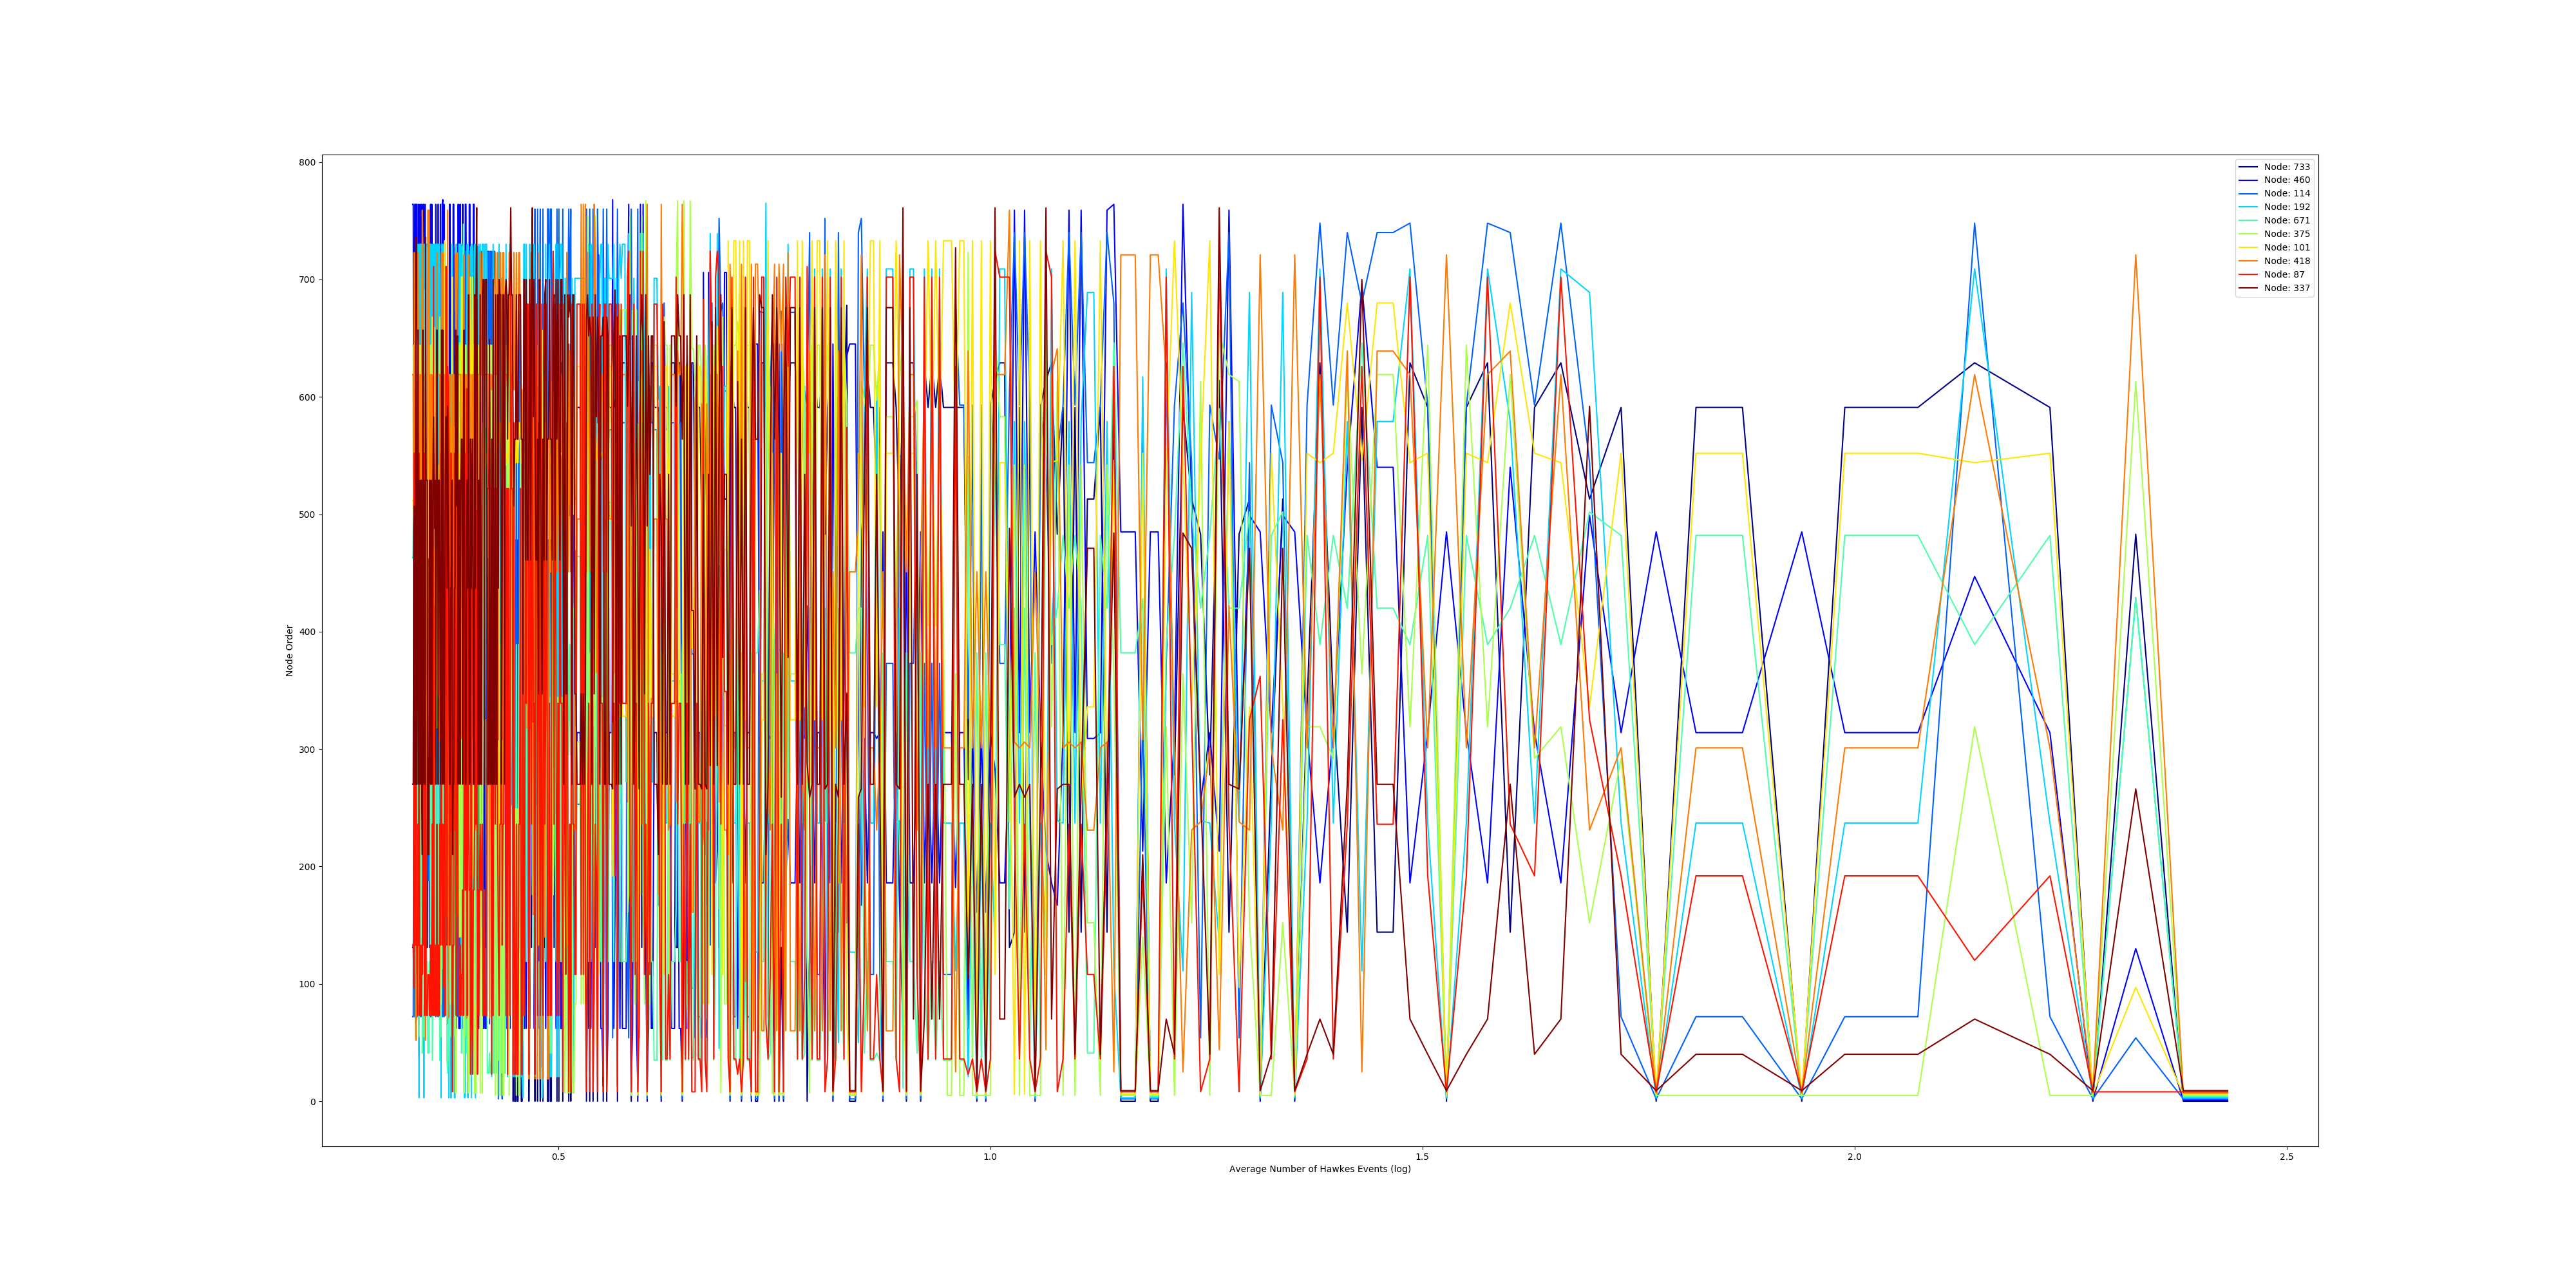 800
700
600
500
400
300
200
100
0
Node Order
0.5
1.0
1.5
2.0
2.5
Average Number of Hawkes Events (log)
Node: 733
Node: 460
Node: 114
Node: 192
Node: 671
Node: 375
Node: 101
Node: 418
Node: 87
Node: 337